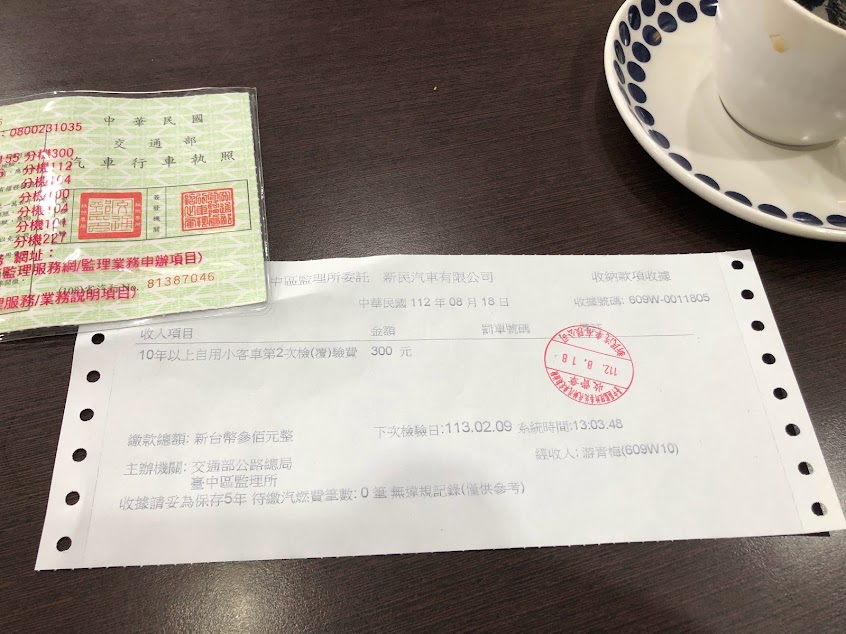 中華民國
交通部
汽車行車執照
：0800231035
分機300
分機112
分機104
分機100
分機104
分機101
分機227
網址：
監理服務網/監理業務申辦項目)
理服務/業務說明項目)
No. 81387046
中區監理所委託 新民汽車有限公司 收納款項收據
中華民國 112 年 08 月 18 日 收據號碼: 609W-0011805
收入項目 金額 罰車號碼
10年以上自用小客車第2次檢(覆)驗費 300 元
112. 8. 18
收費章
繳款總額: 新台幣參佰元整
下次檢驗日:113.02.09 系統時間:13:03:48
主辦機關: 交通部公路總局
臺中區監理所
經收人: 游宵梅(609W10)
收據請妥為保存5年 待繳汽燃費筆數: 0 筆 無違規記錄(僅供參考)